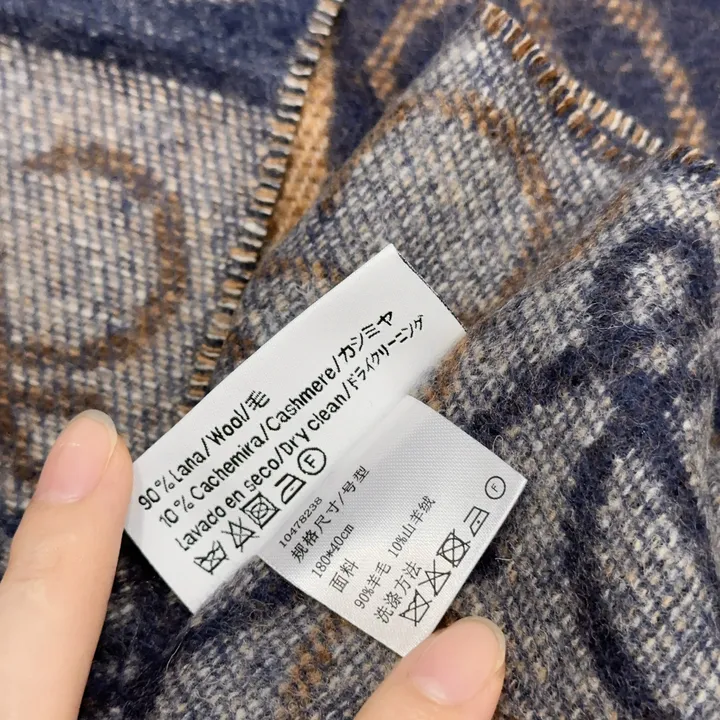 90% Lana/Wool/毛
10% Cachemira/Cashmere/カシミヤ
Lavado en seco/Dry clean/ドライクリーニング
F
10478238
规格尺寸/号型
180*40cm
面料
90%羊毛 10%山羊绒
洗涤方法
F